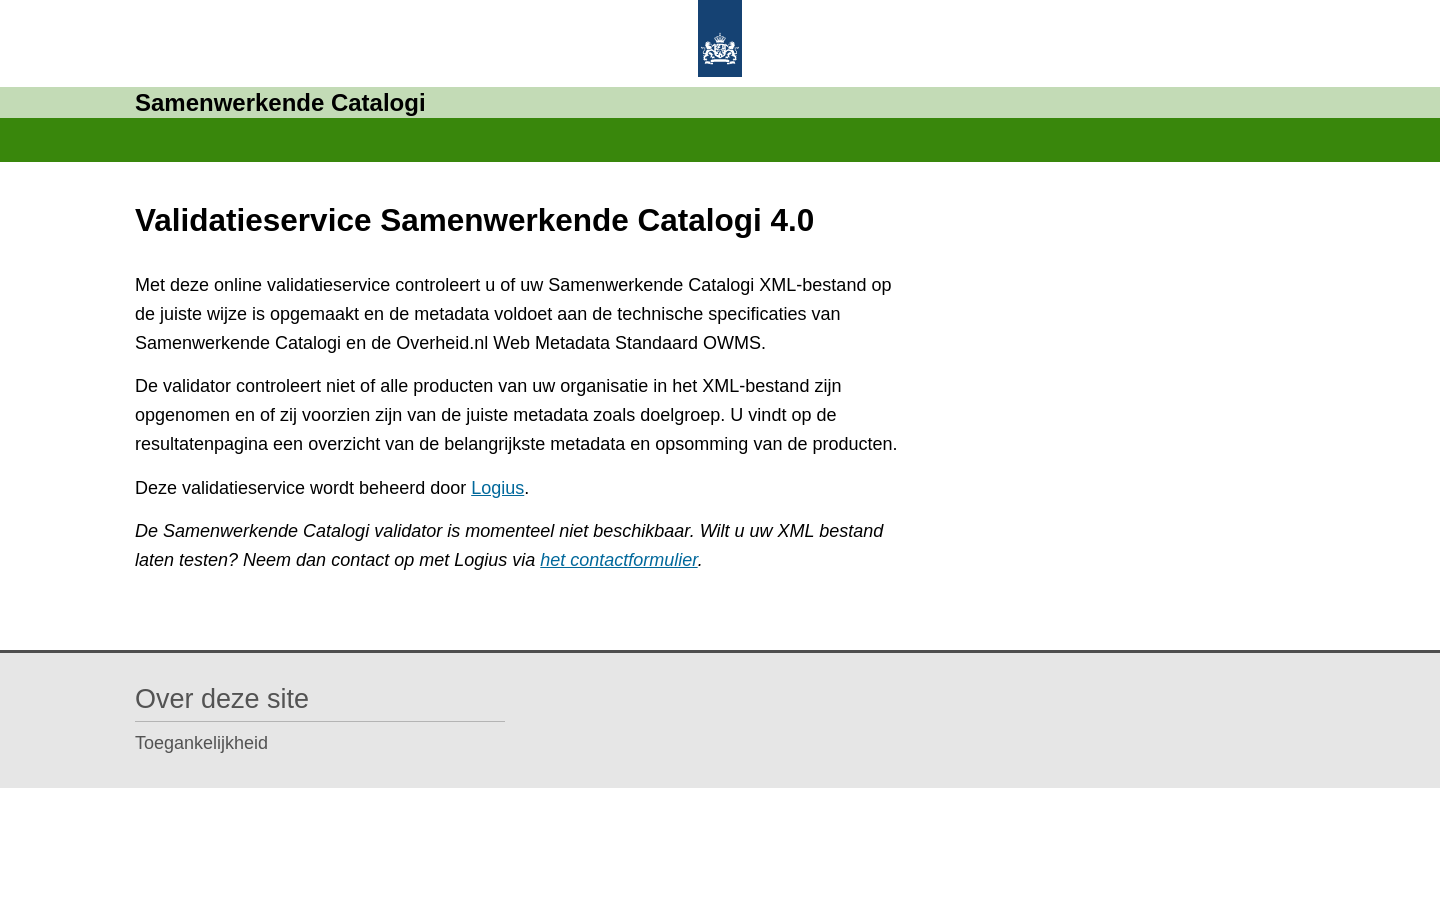 Samenwerkende Catalogi
Validatieservice Samenwerkende Catalogi 4.0
Met deze online validatieservice controleert u of uw Samenwerkende Catalogi XML-bestand op
de juiste wijze is opgemaakt en de metadata voldoet aan de technische specificaties van
Samenwerkende Catalogi en de Overheid.nl Web Metadata Standaard OWMS.
De validator controleert niet of alle producten van uw organisatie in het XML-bestand zijn
opgenomen en of zij voorzien zijn van de juiste metadata zoals doelgroep. U vindt op de
resultatenpagina een overzicht van de belangrijkste metadata en opsomming van de producten.
Deze validatieservice wordt beheerd door Logius.
De Samenwerkende Catalogi validator is momenteel niet beschikbaar. Wilt u uw XML bestand
laten testen? Neem dan contact op met Logius via het contactformulier.
Over deze site
Toegankelijkheid